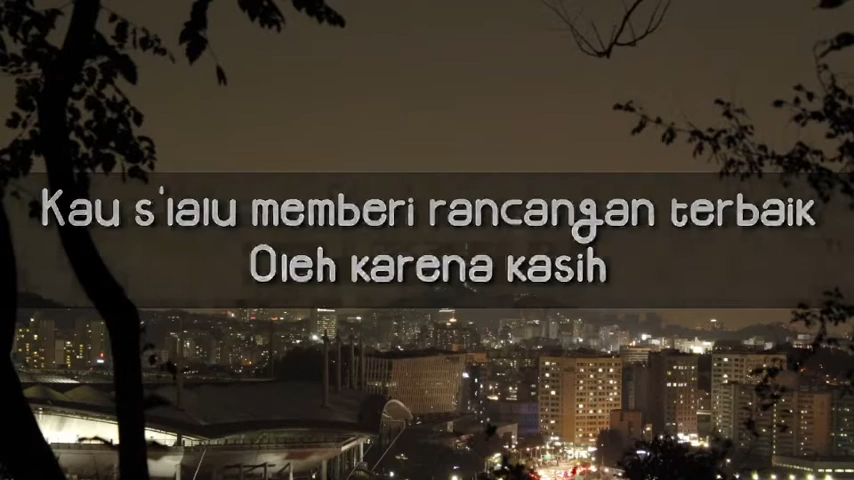 Kau s'lalu memberi rancangan terbaik
Oleh karena kasih